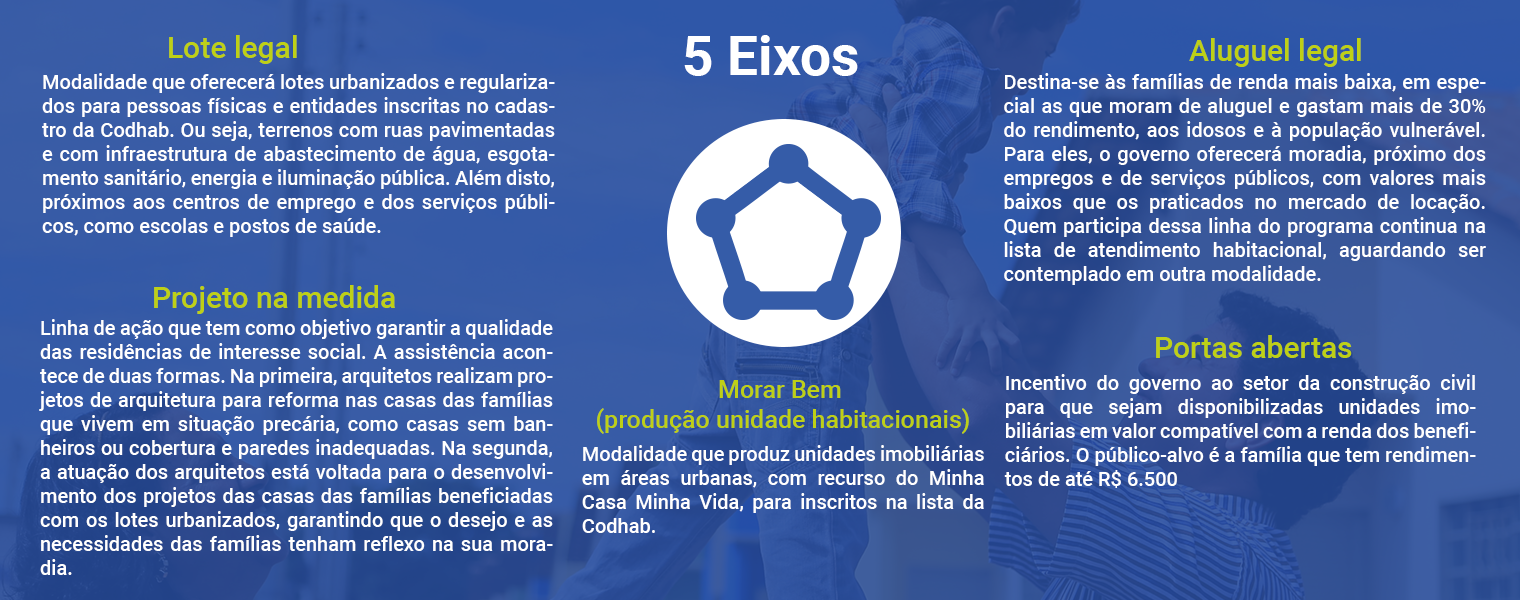 Lote legal
Modalidade que oferecerá lotes urbanizados e regulariza-
dos para pessoas físicas e entidades inscritas no cadas-
tro da Codhab. Ou seja, terrenos com ruas pavimentadas
e com infraestrutura de abastecimento de água, esgota-
mento sanitário, energia e iluminação pública. Além disto,
próximos aos centros de emprego e dos serviços públi-
cos, como escolas e postos de saúde.
Projeto na medida
Linha de ação que tem como objetivo garantir a qualidade
das residências de interesse social. A assistência acon-
tece de duas formas. Na primeira, arquitetos realizam pro-
jetos de arquitetura para reforma nas casas das famílias
que vivem em situação precária, como casas sem ban-
heiros ou cobertura e paredes inadequadas. Na segunda,
a atuação dos arquitetos está voltada para o desenvolvi-
mento dos projetos das casas das famílias beneficiadas
com os lotes urbanizados, garantindo que o desejo e as
necessidades das famílias tenham reflexo na sua mora-
dia.
5 Eixos
Morar Bem
(produção unidade habitacionais)
Modalidade que produz unidades imobiliárias
em áreas urbanas, com recurso do Minha
Casa Minha Vida, para inscritos na lista da
Codhab.
Aluguel legal
Destina-se às famílias de renda mais baixa, em espe-
cial as que moram de aluguel e gastam mais de 30%
do rendimento, aos idosos e à população vulnerável.
Para eles, o governo oferecerá moradia, próximo dos
empregos e de serviços públicos, com valores mais
baixos que os praticados no mercado de locação.
Quem participa dessa linha do programa continua na
lista de atendimento habitacional, aguardando ser
contemplado em outra modalidade.
Portas abertas
Incentivo do governo ao setor da construção civil
para que sejam disponibilizadas unidades imo-
biliárias em valor compatível com a renda dos benefi-
ciários. O público-alvo é a família que tem rendimen-
tos de até R$ 6.500